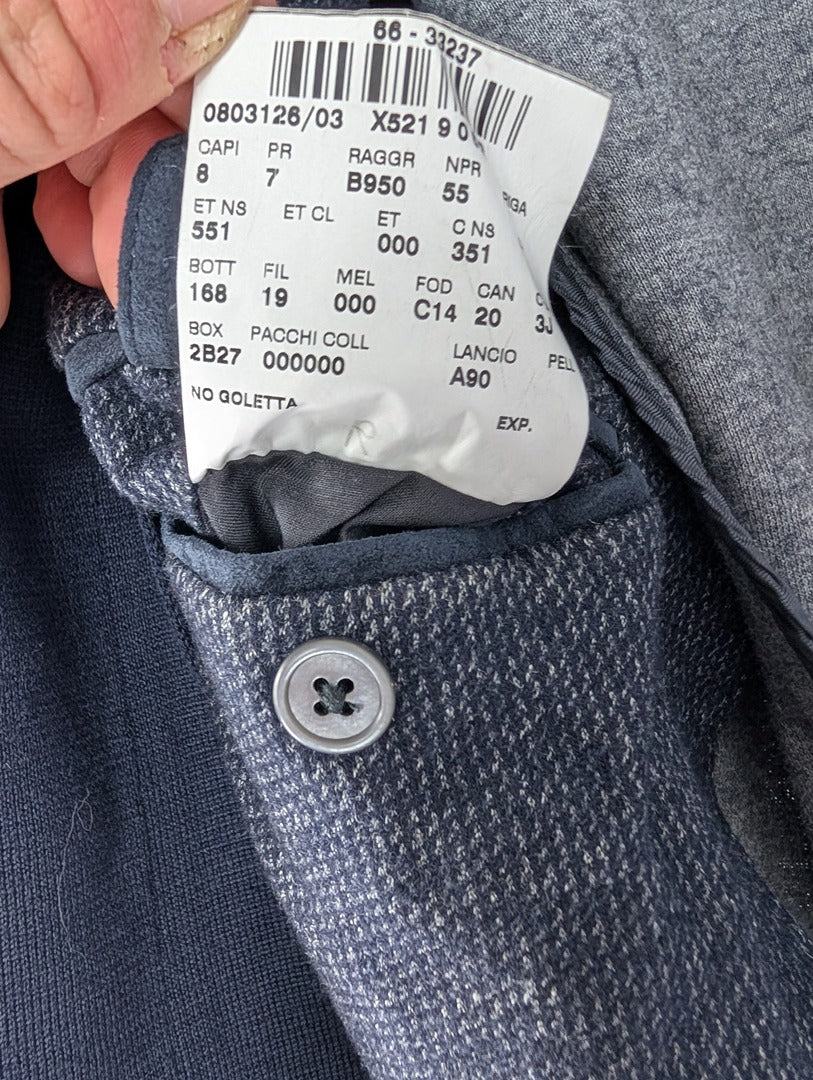 66 - 33237
0803126/03 X521 9 0
CAPI PR RAGGR NPR RIGA
8 7 B950 55
ET NS ET CL ET C NS
551 000 351
BOTT FIL MEL FOD CAN
168 19 000 C14 20
BOX PACCHI COLL LANCIO PELL
2B27 000000 A90
NO GOLETTA EXP.
R